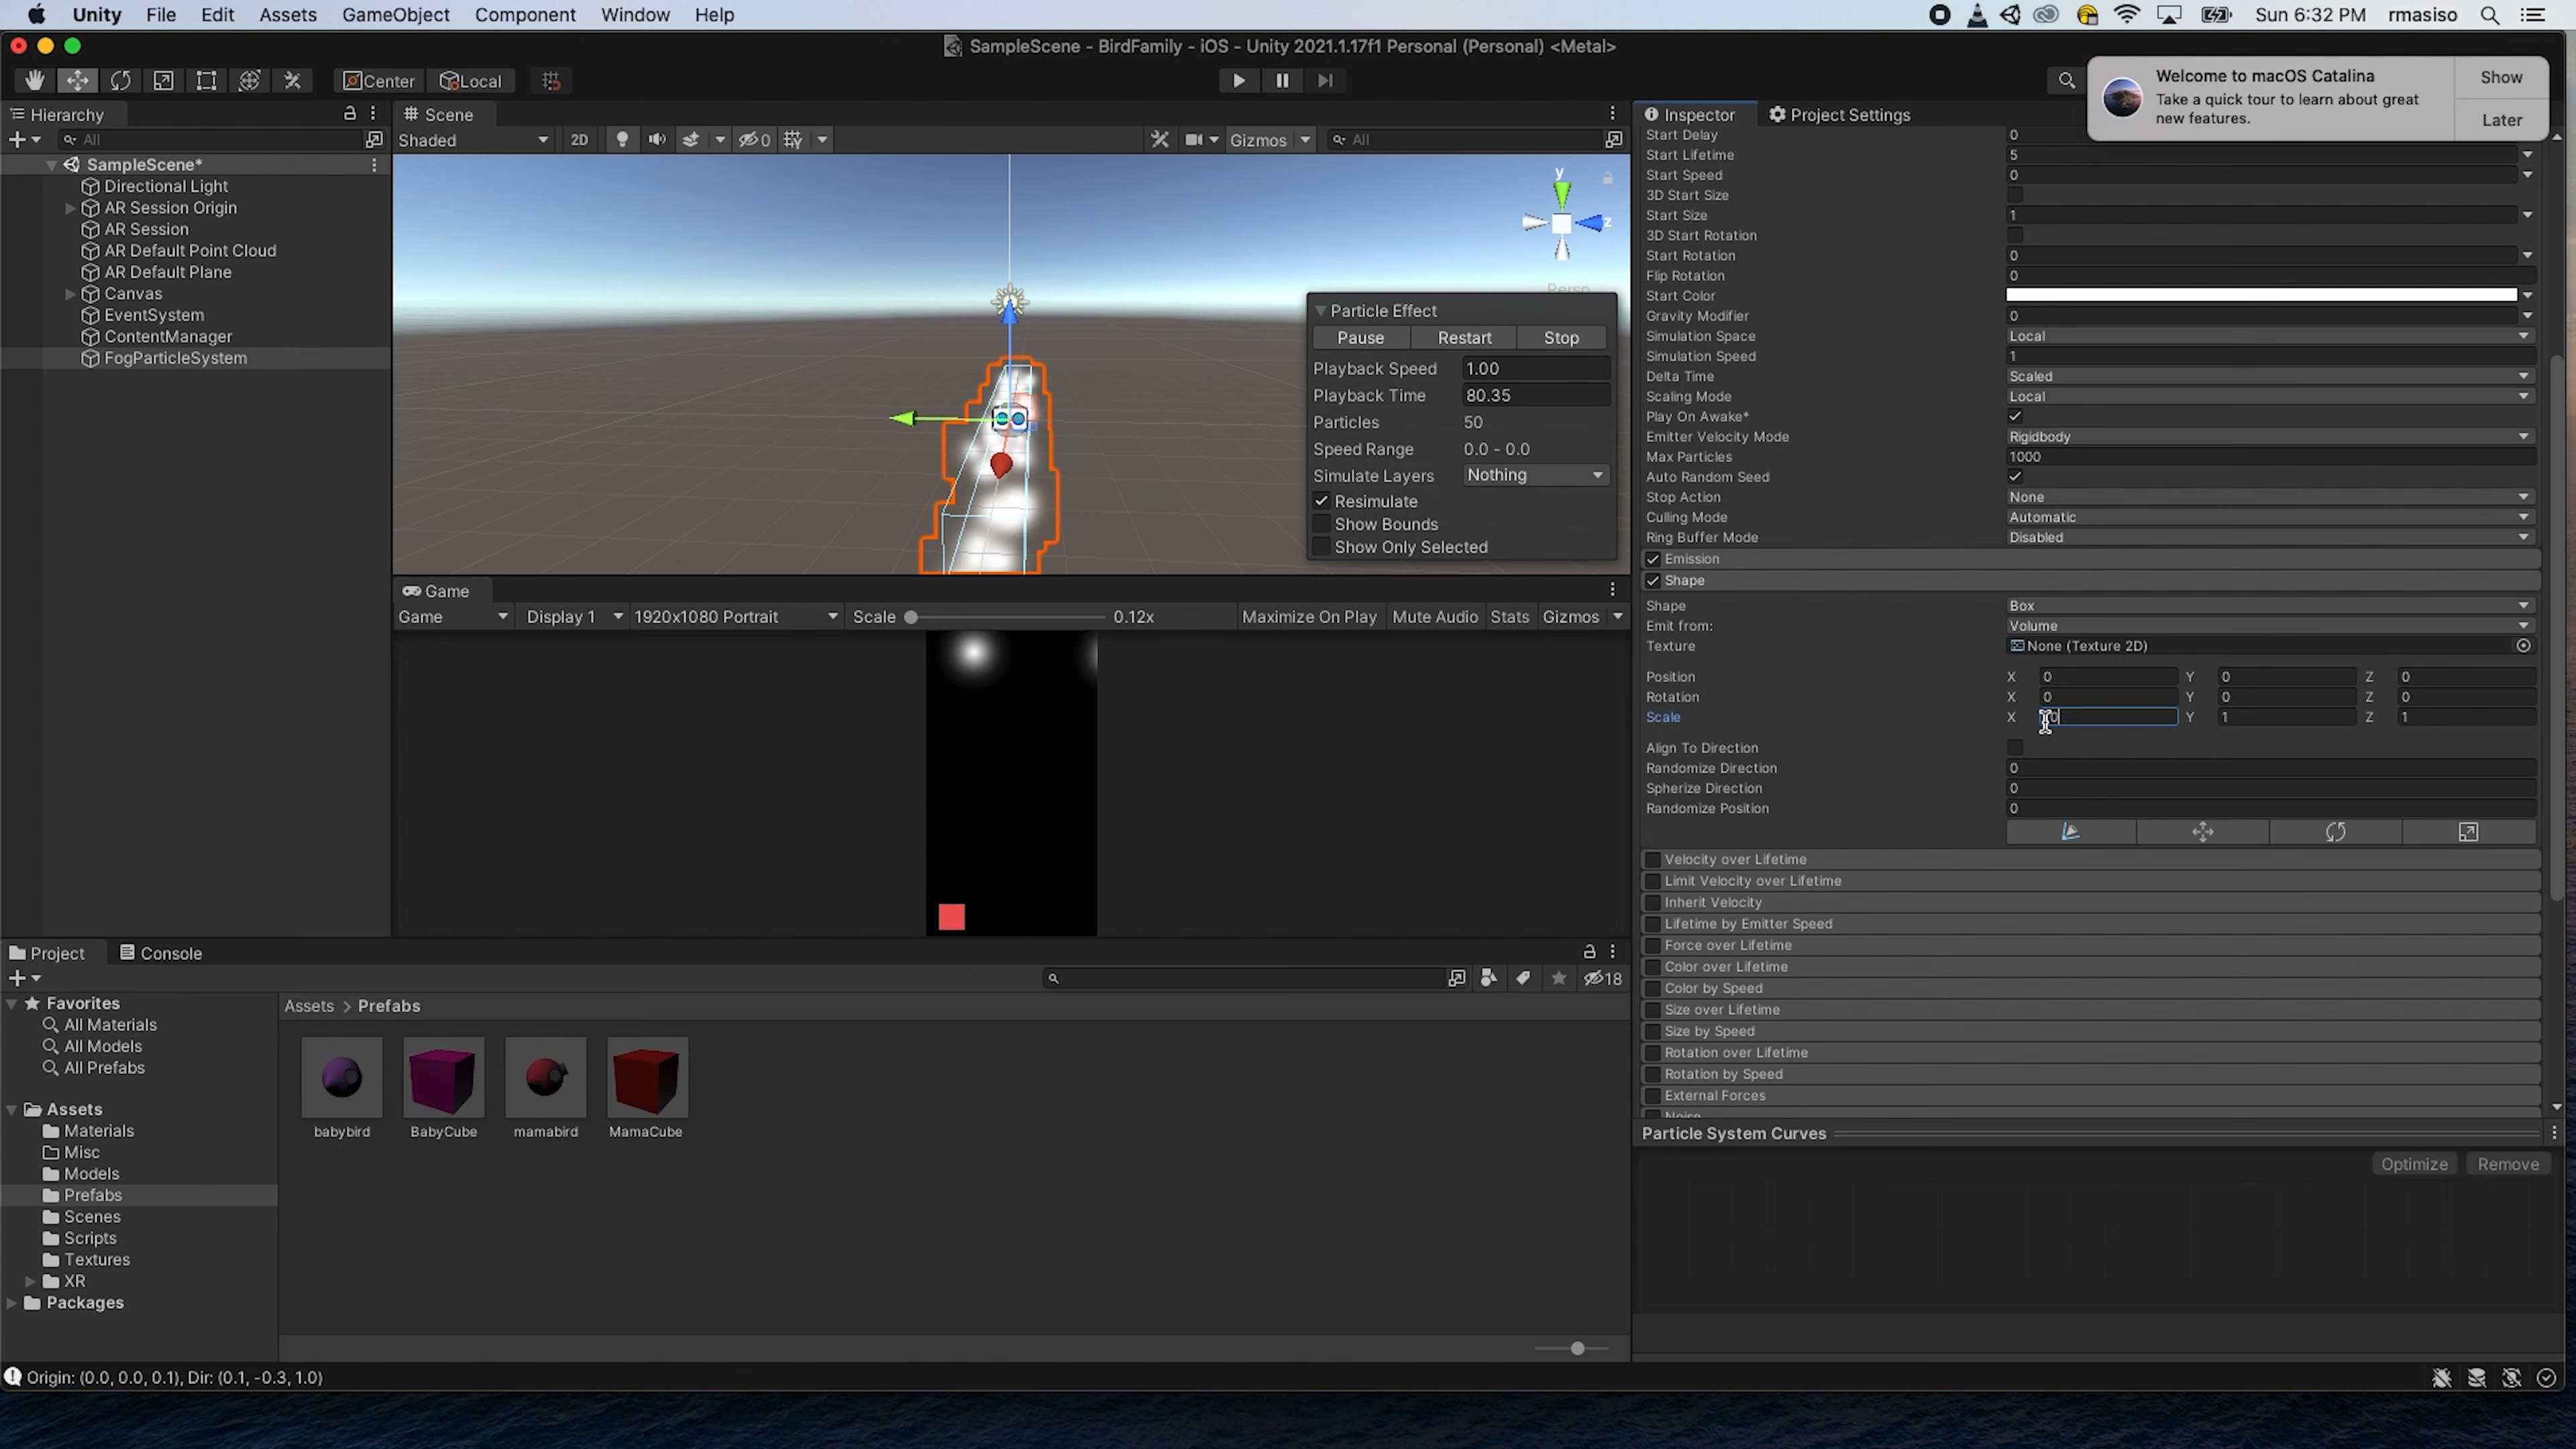 Unity File Edit Assets GameObject Component Window Help Sun 6:32 PM rmasiso
SampleScene - BirdFamily - iOS - Unity 2021.1.17f1 Personal (Personal) <Metal>
Center Local
Welcome to macOS Catalina
Take a quick tour to learn about great
new features.
Show
Later
Hierarchy
All
SampleScene*
Directional Light
AR Session Origin
AR Session
AR Default Point Cloud
AR Default Plane
Canvas
EventSystem
ContentManager
FogParticleSystem
Scene
Shaded 2D 0 Gizmos All
y
z
Persp
Particle Effect
Pause Restart Stop
Playback Speed 1.00
Playback Time 80.35
Particles 50
Speed Range 0.0 - 0.0
Simulate Layers Nothing
Resimulate
Show Bounds
Show Only Selected
Game
Game Display 1 1920x1080 Portrait Scale 0.12x Maximize On Play Mute Audio Stats Gizmos
Project Console
18
Favorites
All Materials
All Models
All Prefabs
Assets
Materials
Misc
Models
Prefabs
Scenes
Scripts
Textures
XR
Packages
Assets > Prefabs
babybird BabyCube mamabird MamaCube
Inspector Project Settings
Start Delay 0
Start Lifetime 5
Start Speed 0
3D Start Size
Start Size 1
3D Start Rotation
Start Rotation 0
Flip Rotation 0
Start Color
Gravity Modifier 0
Simulation Space Local
Simulation Speed 1
Delta Time Scaled
Scaling Mode Local
Play On Awake*
Emitter Velocity Mode Rigidbody
Max Particles 1000
Auto Random Seed
Stop Action None
Culling Mode Automatic
Ring Buffer Mode Disabled
Emission
Shape
Shape Box
Emit from: Volume
Texture None (Texture 2D)
Position X 0 Y 0 Z 0
Rotation X 0 Y 0 Z 0
Scale X Y 1 Z 1
Align To Direction
Randomize Direction 0
Spherize Direction 0
Randomize Position 0
Velocity over Lifetime
Limit Velocity over Lifetime
Inherit Velocity
Lifetime by Emitter Speed
Force over Lifetime
Color over Lifetime
Color by Speed
Size over Lifetime
Size by Speed
Rotation over Lifetime
Rotation by Speed
External Forces
Noise
Particle System Curves
Optimize Remove
Origin: (0.0, 0.0, 0.1), Dir: (0.1, -0.3, 1.0)